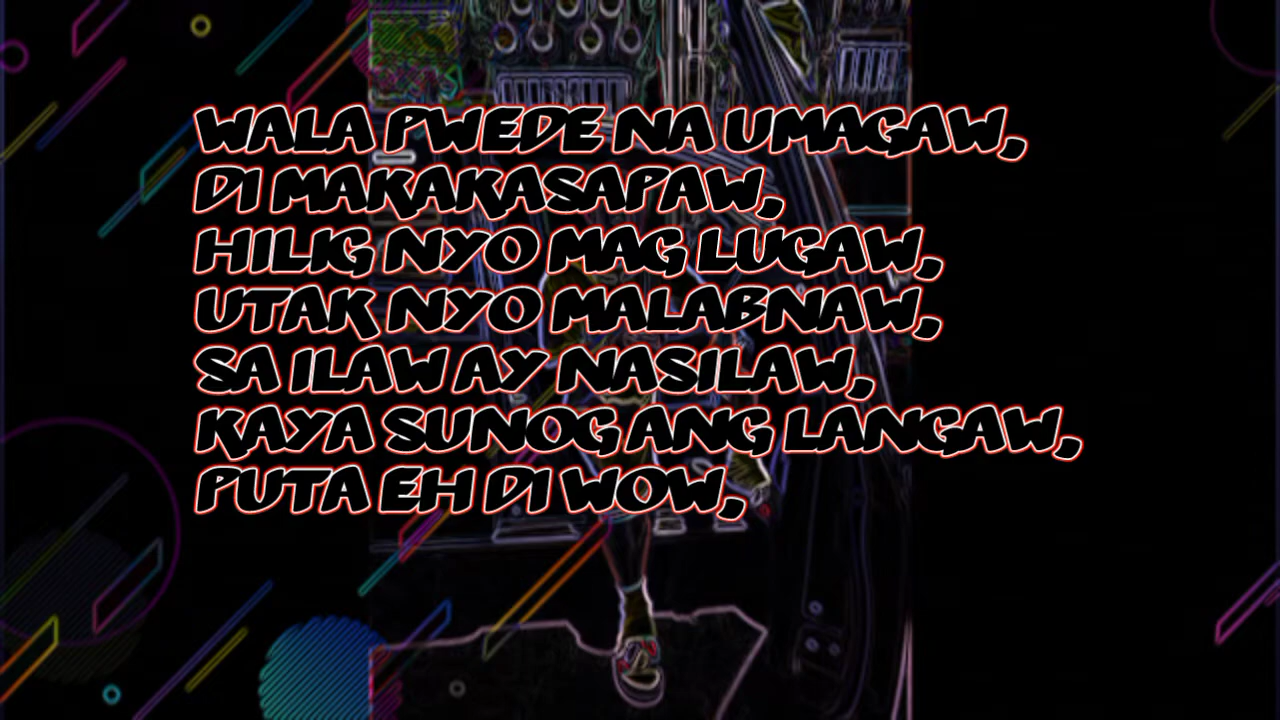 WALA PWEDE NA UMAGAW,
DI MAKAKASAPAW,
HILIG NYO MAG LUGAW,
UTAK NYO MALABNAW,
SA ILAW AY NASILAW,
KAYA SUNOG ANG LANGAW,
PUTA EH DI WOW,